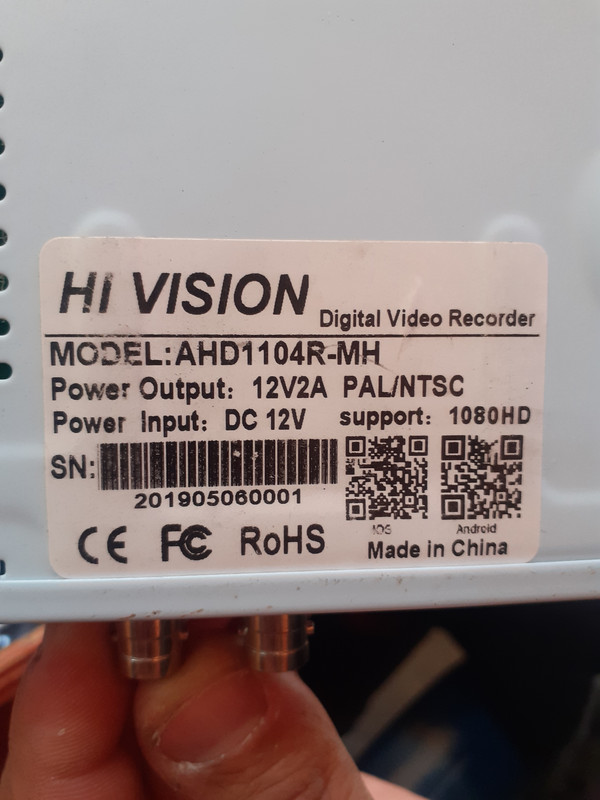 HI VISION Digital Video Recorder
MODEL:AHD1104R-MH
Power Output: 12V2A PAL/NTSC
Power Input: DC 12V support: 1080HD
SN:
201905060001
IOS Android
CE FC RoHS Made in China